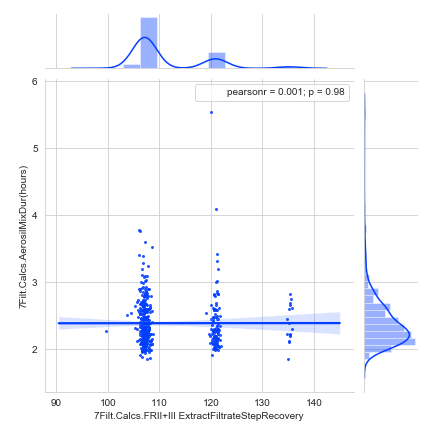 pearsonr = 0.001; p = 0.98
7Filt.Calcs.AerosilMixDur(hours)
6
5
4
3
2
90 100 110 120 130 140
7Filt.Calcs.FRII+III ExtractFiltrateStepRecovery